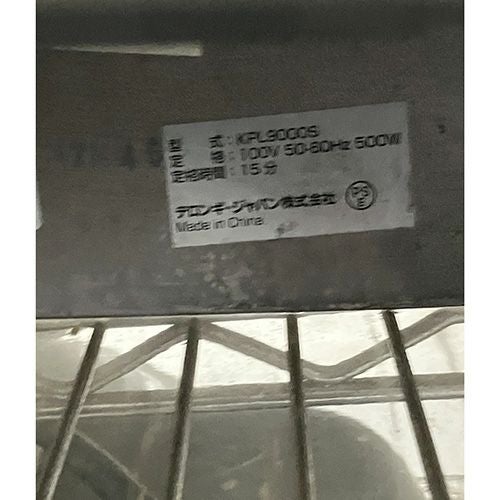 型 式：KPL9000S
定 格：100V 50-60Hz 500W
定格時間：15分
デロンギ・ジャパン株式会社
PS
E
Made in China